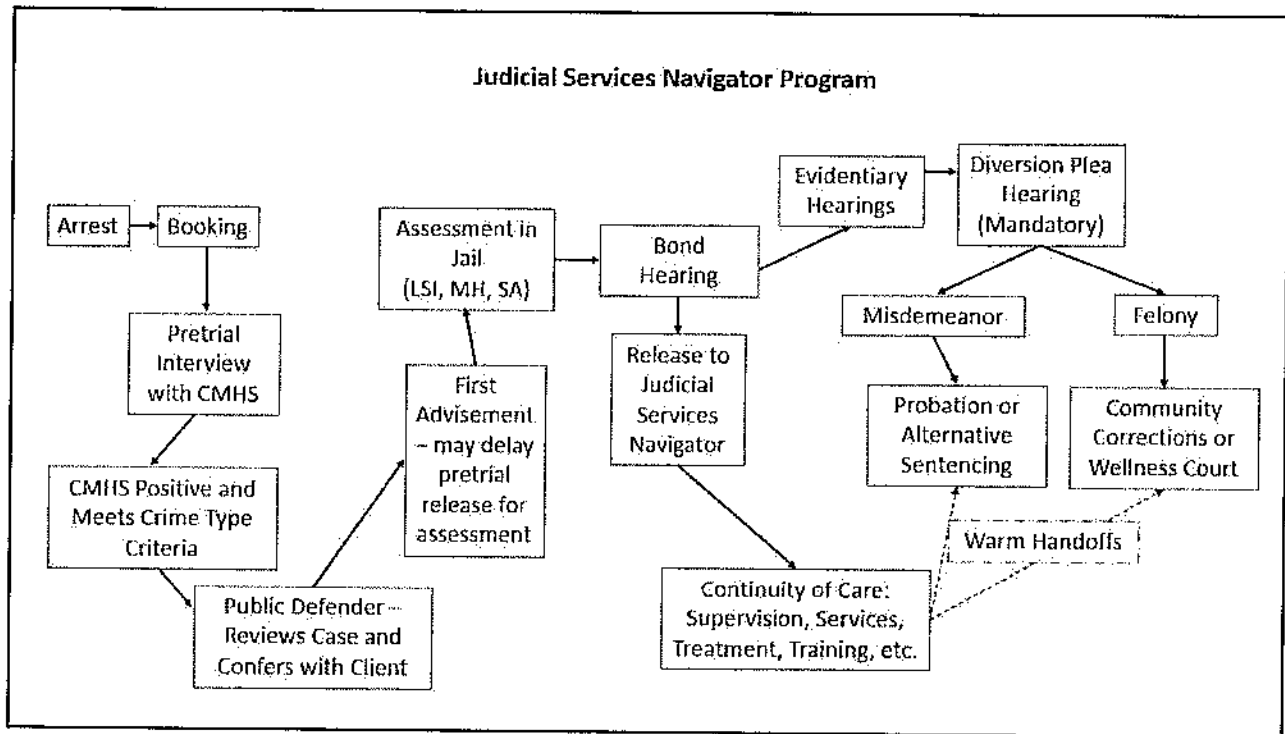 Judicial Services Navigator Program
Arrest
Booking
Pretrial
Interview
with CMHS
CMHS Positive and
Meets Crime Type
Criteria
Public Defender –
Reviews Case and
Confers with Client
First
Advisement
– may delay
pretrial
release for
assessment
Assessment in
Jail
(LSI, MH, SA)
Bond
Hearing
Release to
Judicial
Services
Navigator
Continuity of Care:
Supervision, Services,
Treatment, Training, etc.
Evidentiary
Hearings
Diversion Plea
Hearing
(Mandatory)
Misdemeanor
Felony
Probation or
Alternative
Sentencing
Community
Corrections or
Wellness Court
Warm Handoffs